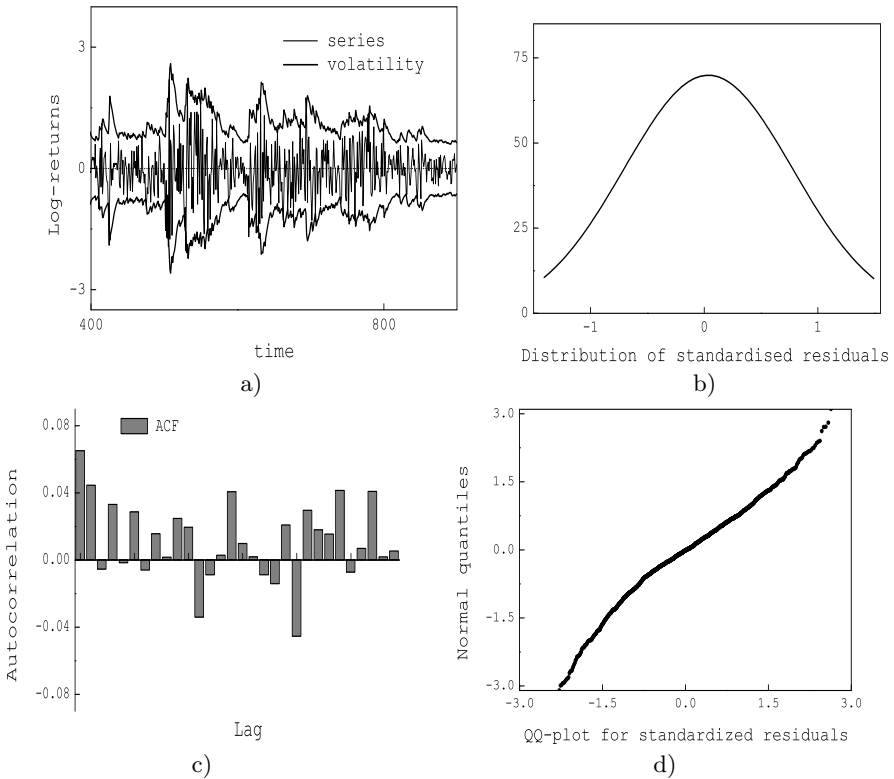 3
0
-3
Log-returns
series
volatility
400
800
time
a)
75
50
25
0
-1
0
1
Distribution of standardised residuals
b)
0.08
0.04
0.00
-0.04
-0.08
Autocorrelation
ACF
Lag
c)
3.0
1.5
0.0
-1.5
-3.0
Normal quantiles
-3.0
-1.5
0.0
1.5
3.0
QQ-plot for standardized residuals
d)